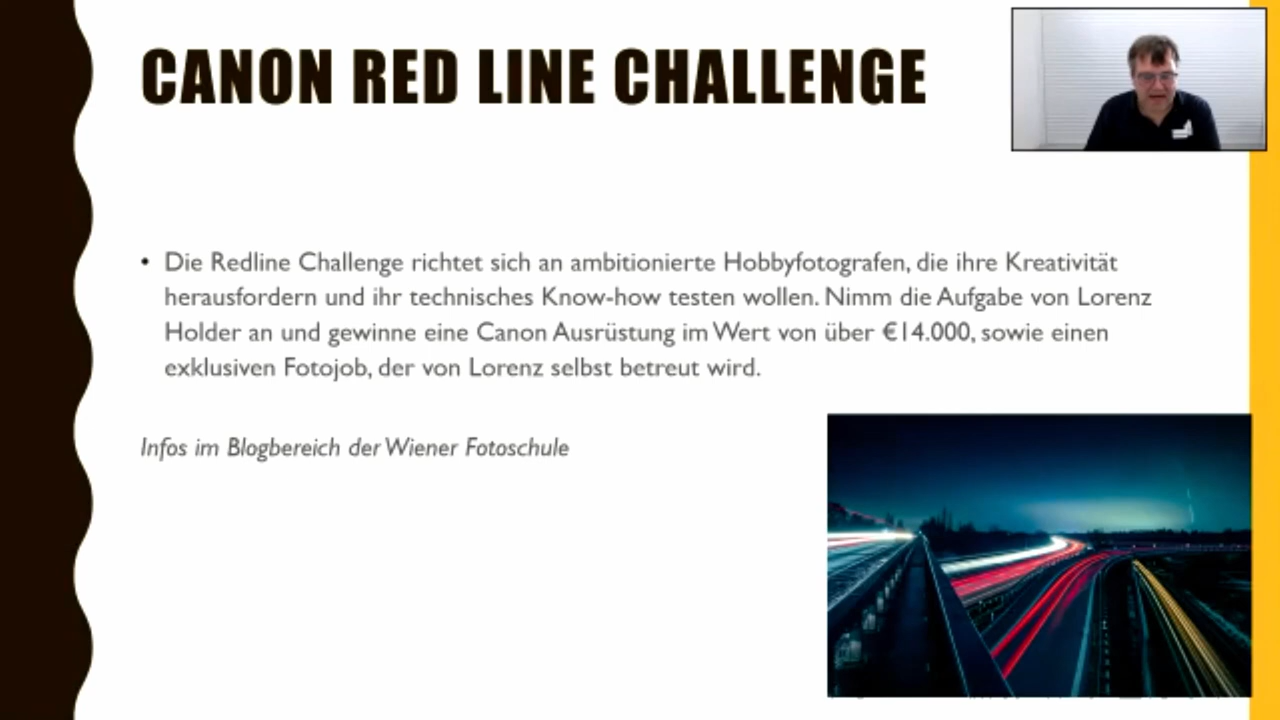 CANON RED LINE CHALLENGE
• Die Redline Challenge richtet sich an ambitionierte Hobbyfotografen, die ihre Kreativität
herausfordern und ihr technisches Know-how testen wollen. Nimm die Aufgabe von Lorenz
Holder an und gewinne eine Canon Ausrüstung im Wert von über €14.000, sowie einen
exklusiven Fotojob, der von Lorenz selbst betreut wird.
Infos im Blogbereich der Wiener Fotoschule